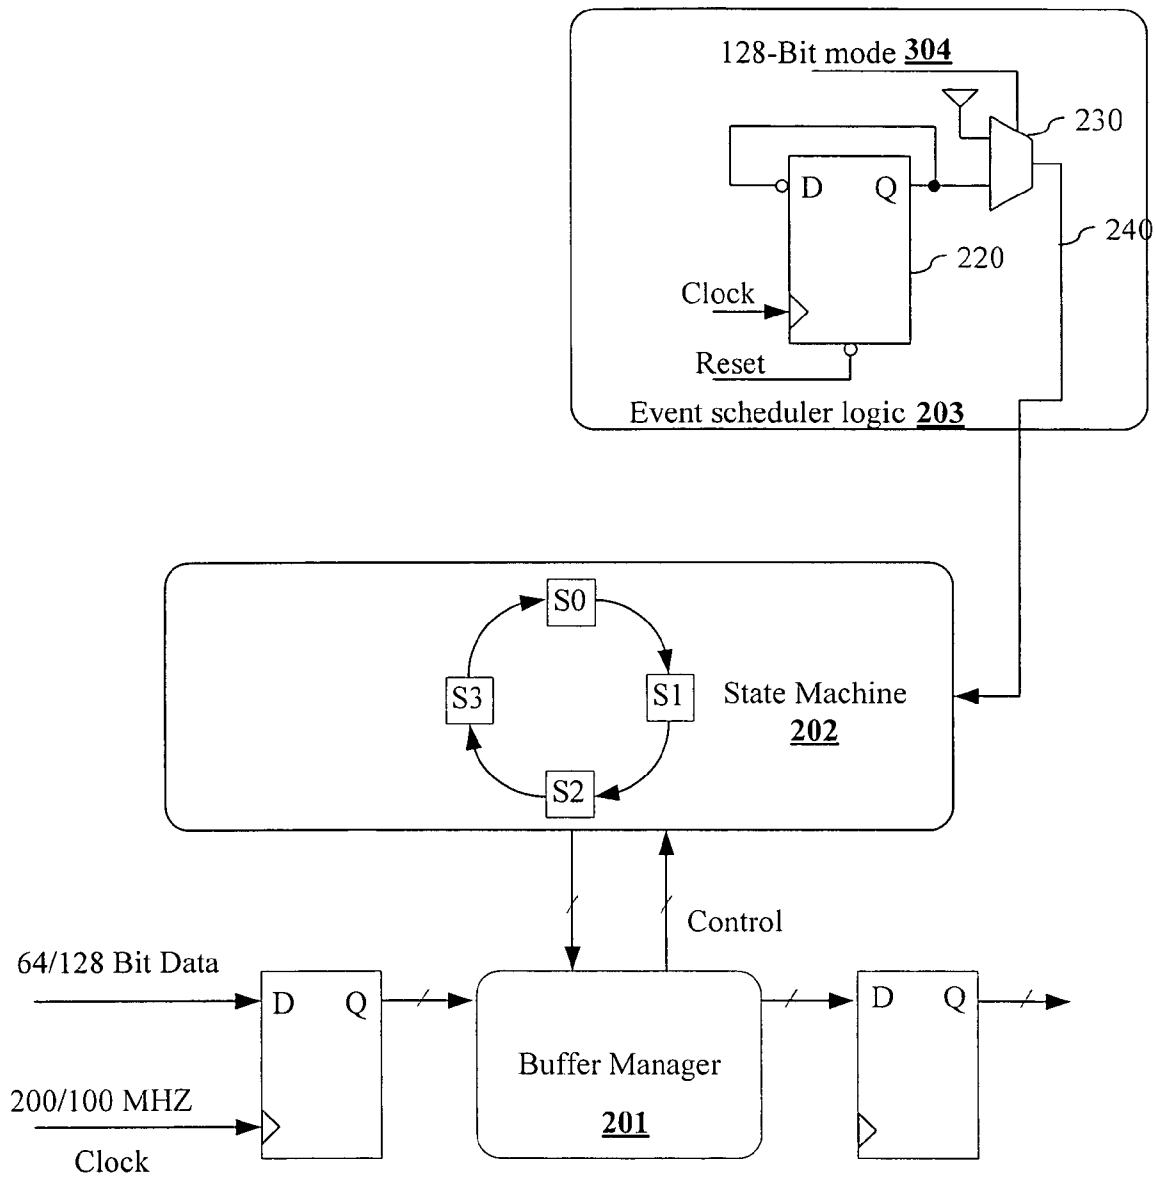 128-Bit mode 304
230
D Q
240
220
Clock
Reset
Event scheduler logic 203
S0
S3
S1
State Machine
202
S2
Control
64/128 Bit Data
D Q
D Q
Buffer Manager
200/100 MHZ
201
Clock